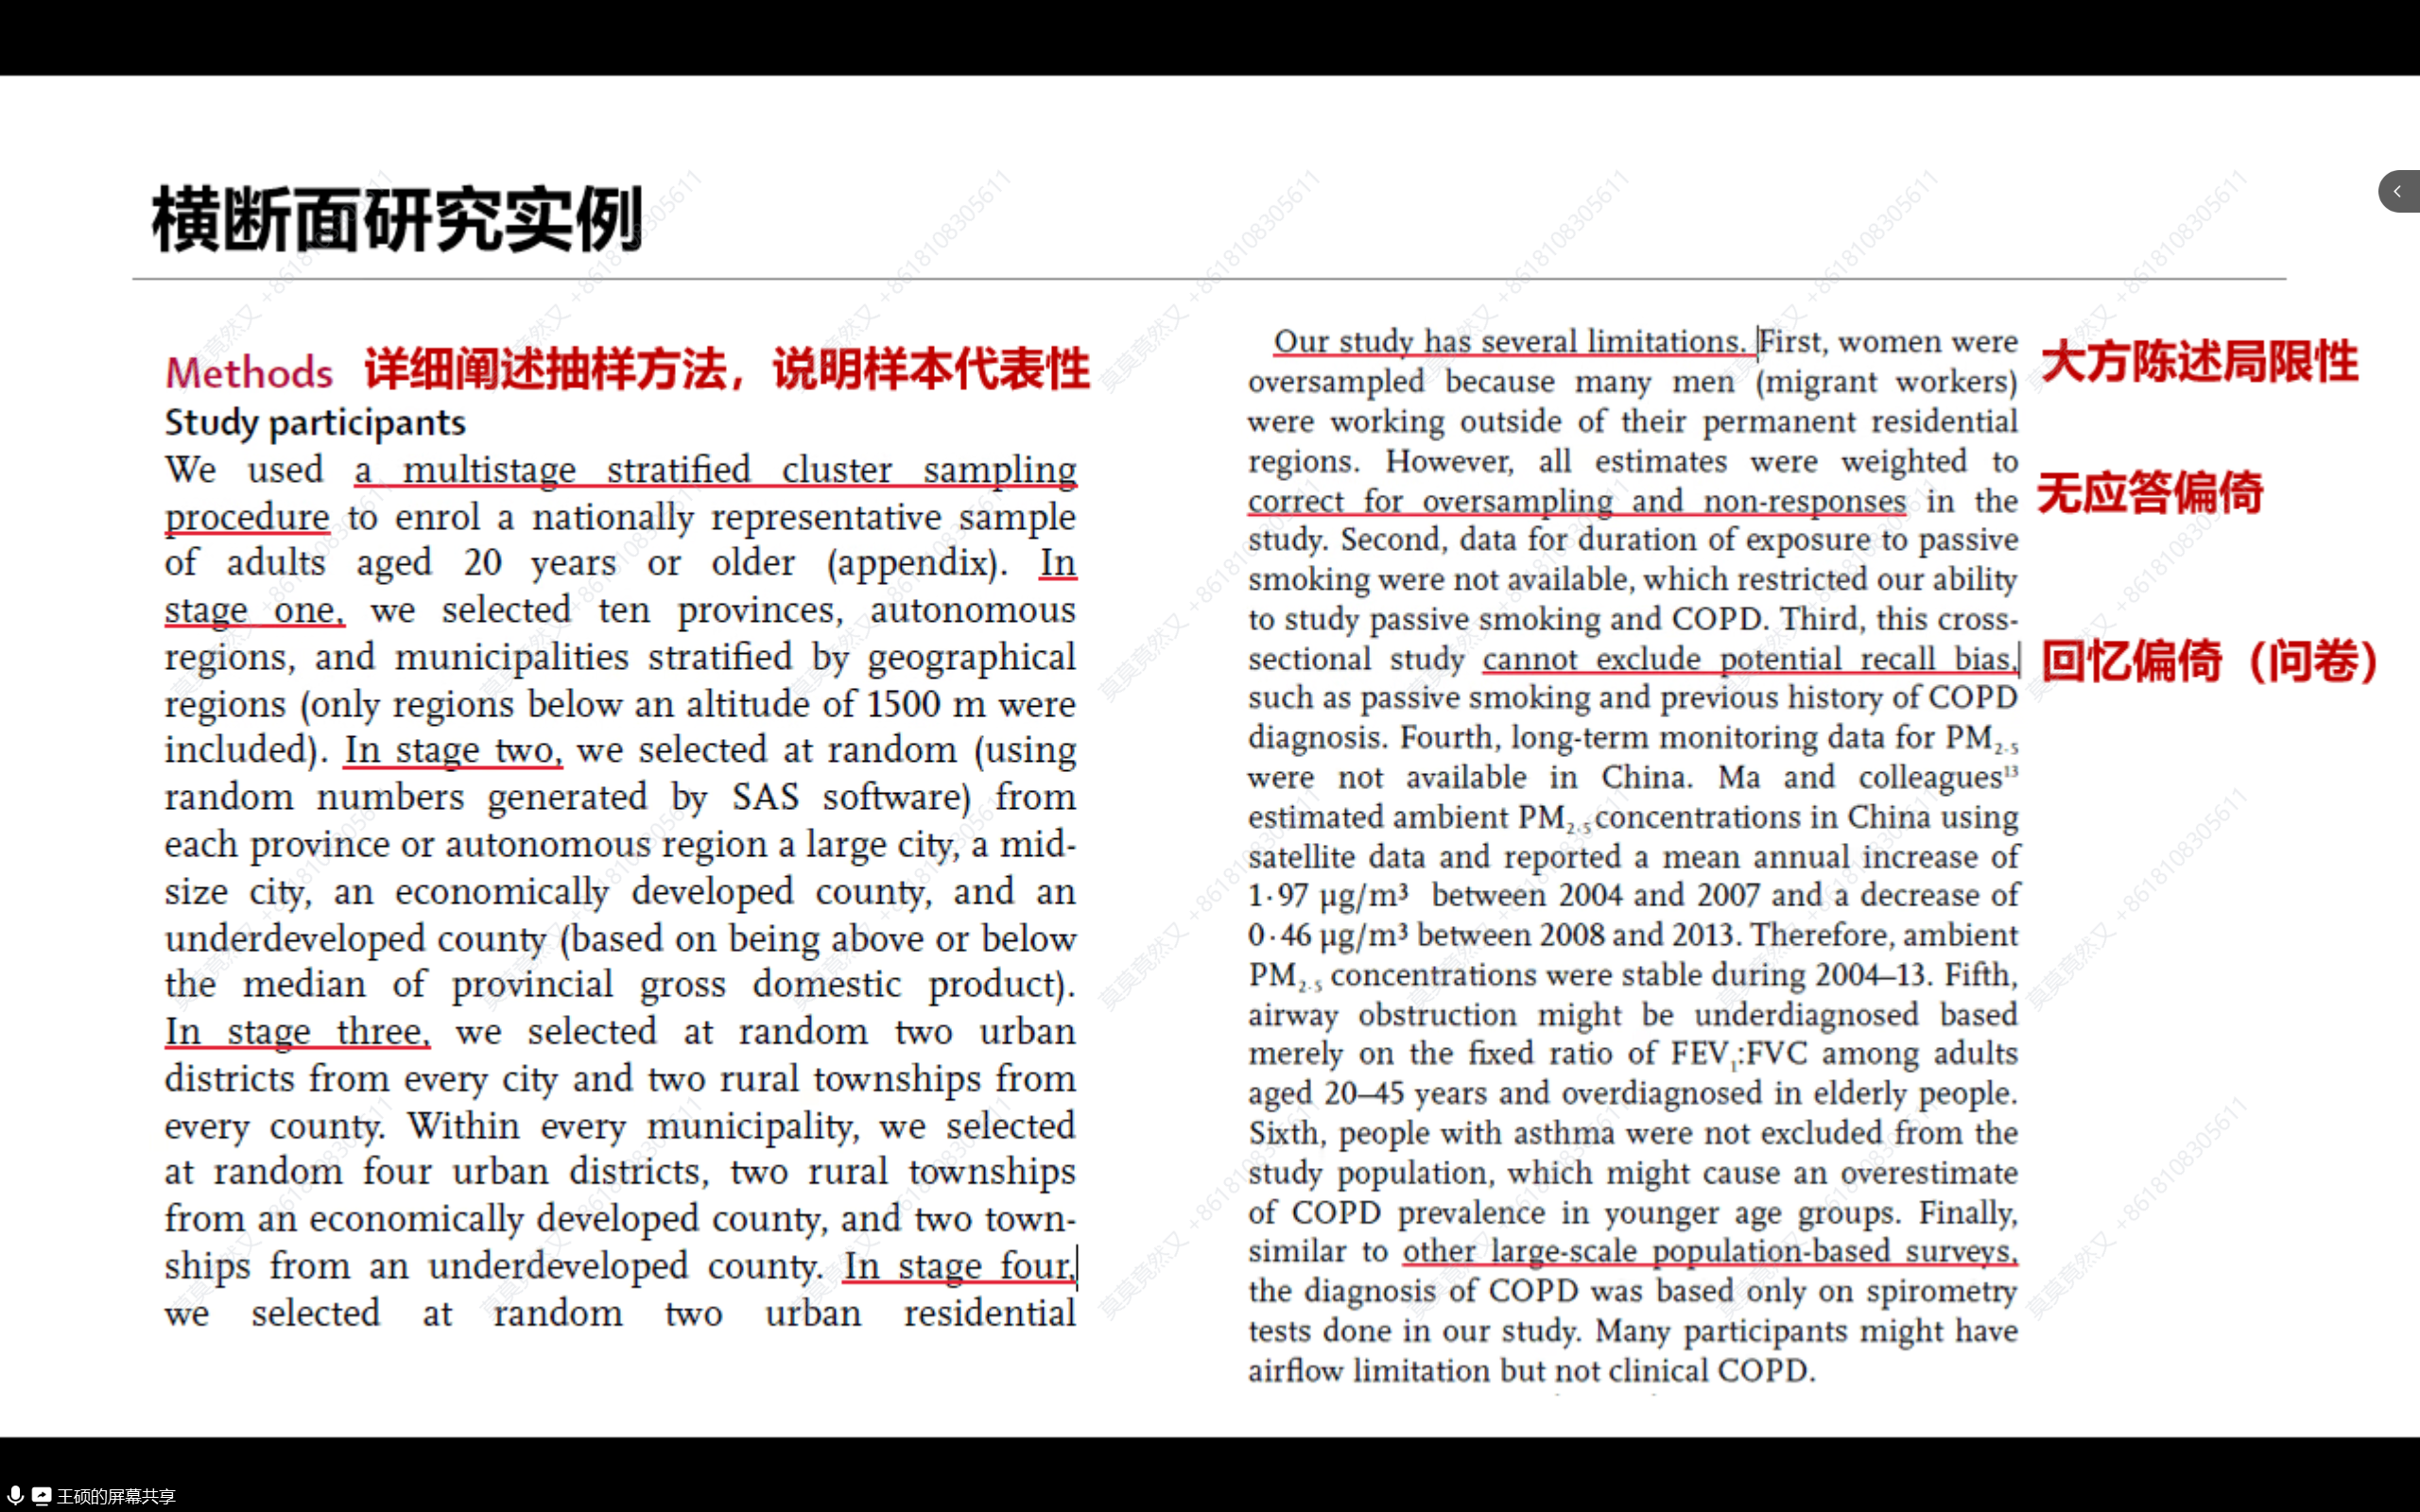 横断面研究实例
Methods 详细阐述抽样方法，说明样本代表性
Study participants
We used a multistage stratified cluster sampling
procedure to enrol a nationally representative sample
of adults aged 20 years or older (appendix). In
stage one, we selected ten provinces, autonomous
regions, and municipalities stratified by geographical
regions (only regions below an altitude of 1500 m were
included). In stage two, we selected at random (using
random numbers generated by SAS software) from
each province or autonomous region a large city, a mid-
size city, an economically developed county, and an
underdeveloped county (based on being above or below
the median of provincial gross domestic product).
In stage three, we selected at random two urban
districts from every city and two rural townships from
every county. Within every municipality, we selected
at random four urban districts, two rural townships
from an economically developed county, and two town-
ships from an underdeveloped county. In stage four,
we selected at random two urban residential
Our study has several limitations. First, women were
oversampled because many men (migrant workers)
were working outside of their permanent residential
regions. However, all estimates were weighted to
correct for oversampling and non-responses in the
study. Second, data for duration of exposure to passive
smoking were not available, which restricted our ability
to study passive smoking and COPD. Third, this cross-
sectional study cannot exclude potential recall bias,
such as passive smoking and previous history of COPD
diagnosis. Fourth, long-term monitoring data for PM2·5
were not available in China. Ma and colleagues¹³
estimated ambient PM2·5 concentrations in China using
satellite data and reported a mean annual increase of
1·97 µg/m³ between 2004 and 2007 and a decrease of
0·46 µg/m³ between 2008 and 2013. Therefore, ambient
PM2·5 concentrations were stable during 2004–13. Fifth,
airway obstruction might be underdiagnosed based
merely on the fixed ratio of FEV1:FVC among adults
aged 20–45 years and overdiagnosed in elderly people.
Sixth, people with asthma were not excluded from the
study population, which might cause an overestimate
of COPD prevalence in younger age groups. Finally,
similar to other large-scale population-based surveys,
the diagnosis of COPD was based only on spirometry
tests done in our study. Many participants might have
airflow limitation but not clinical COPD.
大方陈述局限性
无应答偏倚
回忆偏倚（问卷）
王硕的屏幕共享